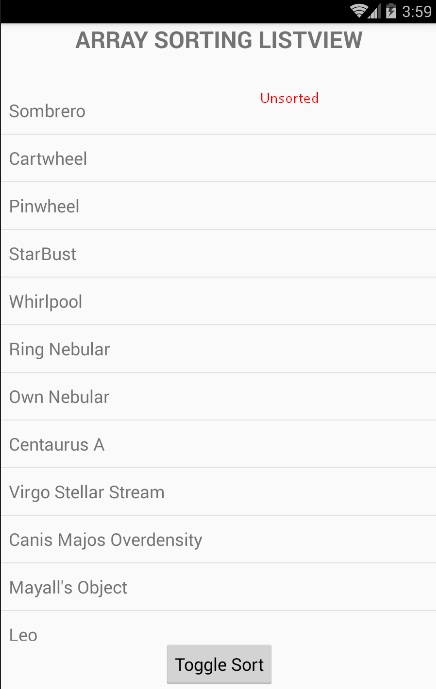 3:59
ARRAY SORTING LISTVIEW
Unsorted
Sombrero
Cartwheel
Pinwheel
StarBust
Whirlpool
Ring Nebular
Own Nebular
Centaurus A
Virgo Stellar Stream
Canis Majos Overdensity
Mayall's Object
Leo
Toggle Sort